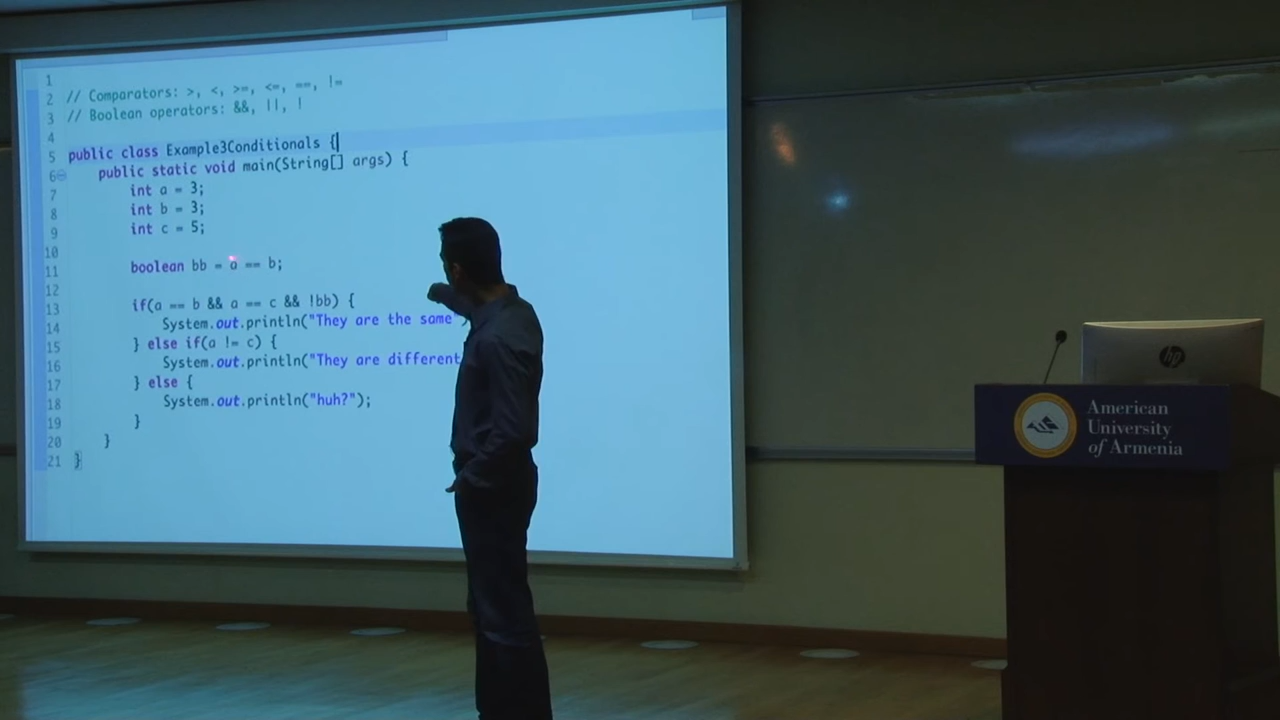 1
2 // Comparators: >, <, >=, <=, ==, !=
3 // Boolean operators: &&, ||, !
4
5 public class Example3Conditionals {
6 public static void main(String[] args) {
7 int a = 3;
8 int b = 3;
9 int c = 5;
10
11 boolean bb = a == b;
12
13 if(a == b && a == c && !bb) {
14 System.out.println("They are the same"
15 } else if(a != c) {
16 System.out.println("They are different
17 } else {
18 System.out.println("huh?");
19 }
20 }
21 }
hp
American
University
of Armenia